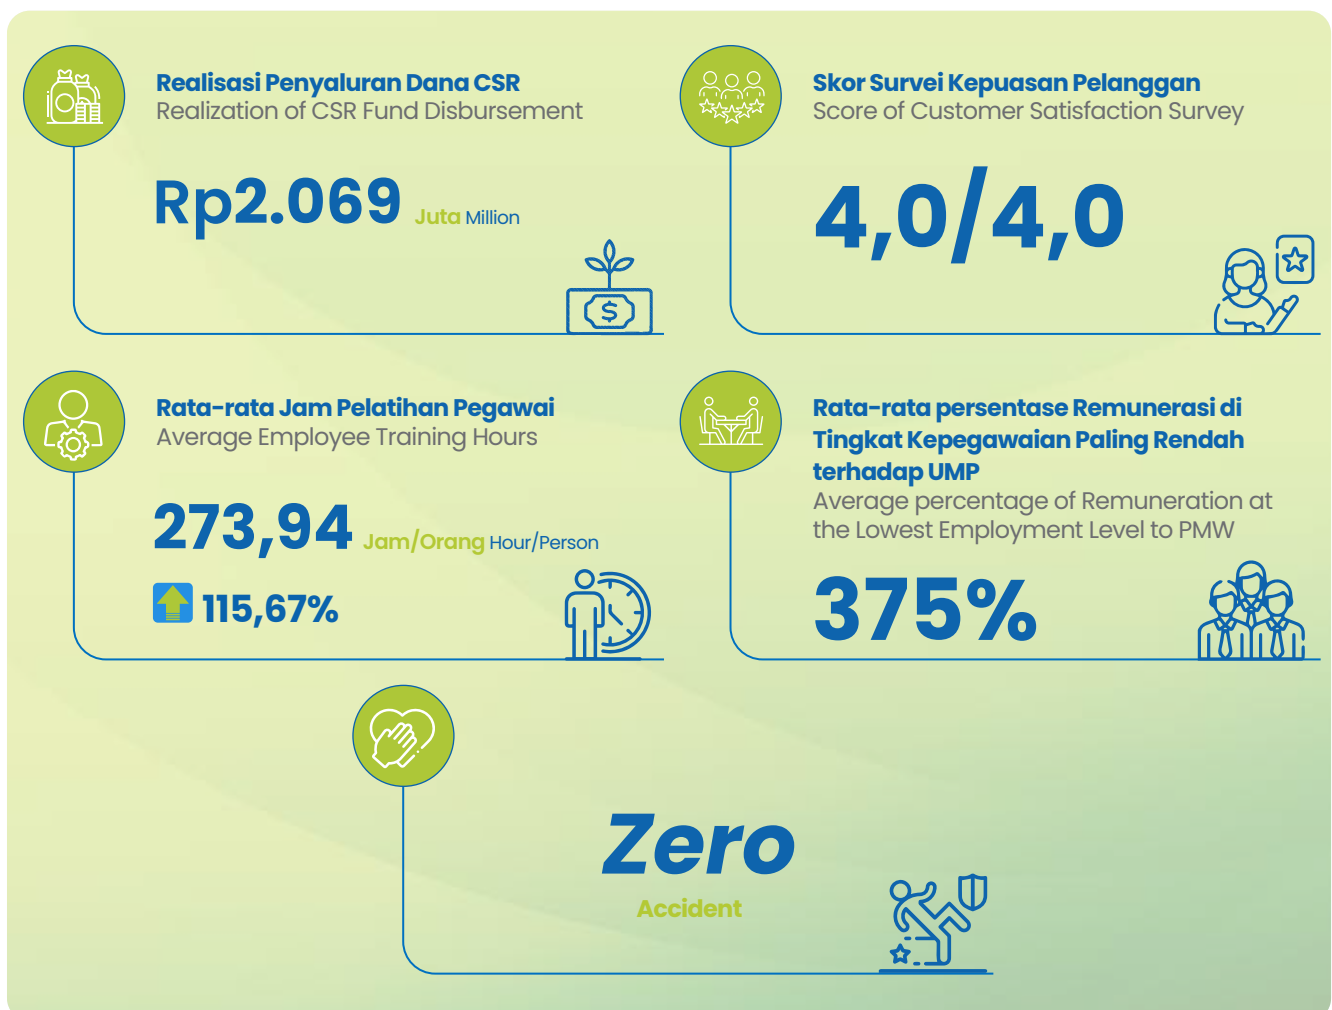 Realisasi Penyaluran Dana CSR
Realization of CSR Fund Disbursement
Rp2.069 Juta Million
Skor Survei Kepuasan Pelanggan
Score of Customer Satisfaction Survey
4,0/4,0
Rata-rata Jam Pelatihan Pegawai
Average Employee Training Hours
273,94 Jam/Orang Hour/Person
115,67%
Rata-rata persentase Remunerasi di
Tingkat Kepegawaian Paling Rendah
terhadap UMP
Average percentage of Remuneration at
the Lowest Employment Level to PMW
375%
Zero
Accident